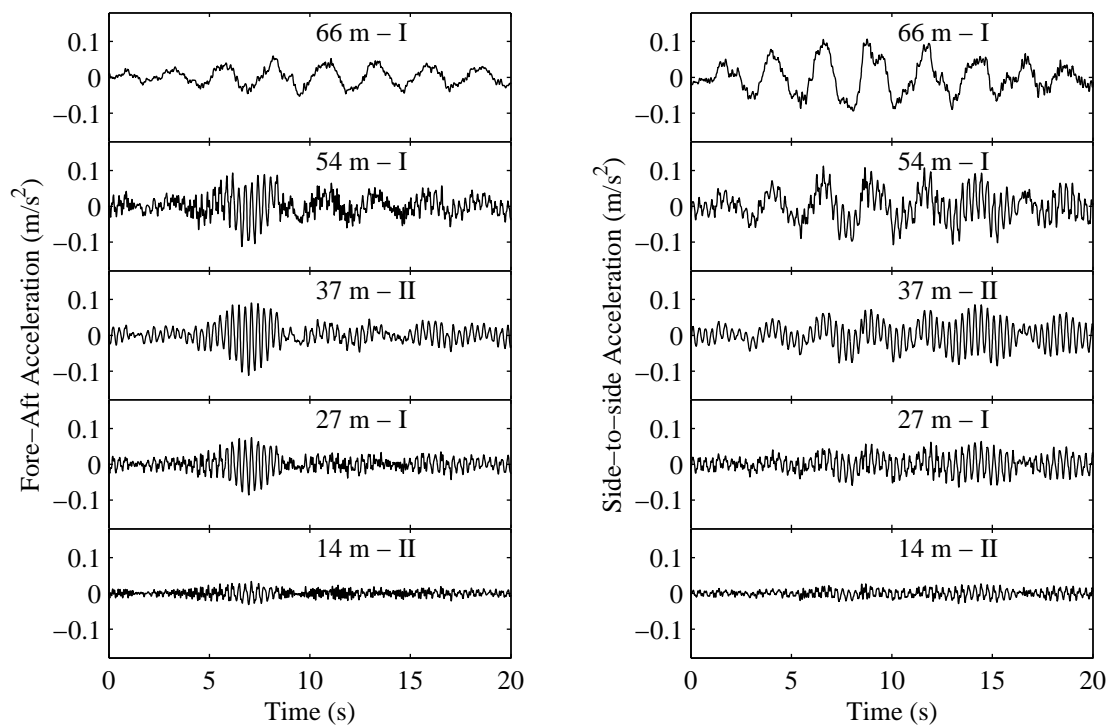 Fore−Aft Acceleration (m/s²)
66 m − I
0.1
0
−0.1
54 m − I
0.1
0
−0.1
37 m − II
0.1
0
−0.1
27 m − I
0.1
0
−0.1
14 m − II
0.1
0
−0.1
0 5 10 15 20
Time (s)
Side−to−side Acceleration (m/s²)
66 m − I
0.1
0
−0.1
54 m − I
0.1
0
−0.1
37 m − II
0.1
0
−0.1
27 m − I
0.1
0
−0.1
14 m − II
0.1
0
−0.1
0 5 10 15 20
Time (s)